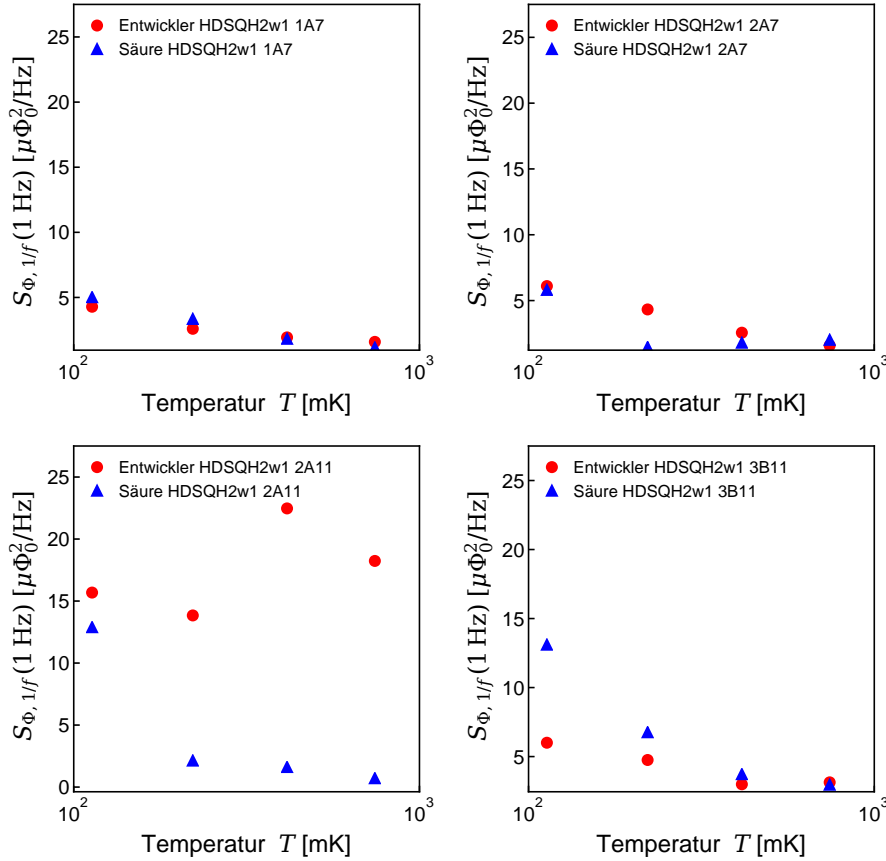 Entwickler HDSQH2w1 1A7
Säure HDSQH2w1 1A7
25
20
15
10
5
10²
10³
S_{Φ, 1/f}(1 Hz) [μΦ₀²/Hz]
Temperatur T [mK]
Entwickler HDSQH2w1 2A7
Säure HDSQH2w1 2A7
25
20
15
10
5
10²
10³
S_{Φ, 1/f}(1 Hz) [μΦ₀²/Hz]
Temperatur T [mK]
Entwickler HDSQH2w1 2A11
Säure HDSQH2w1 2A11
25
20
15
10
5
0
10²
10³
S_{Φ, 1/f}(1 Hz) [μΦ₀²/Hz]
Temperatur T [mK]
Entwickler HDSQH2w1 3B11
Säure HDSQH2w1 3B11
25
20
15
10
5
10²
10³
S_{Φ, 1/f}(1 Hz) [μΦ₀²/Hz]
Temperatur T [mK]